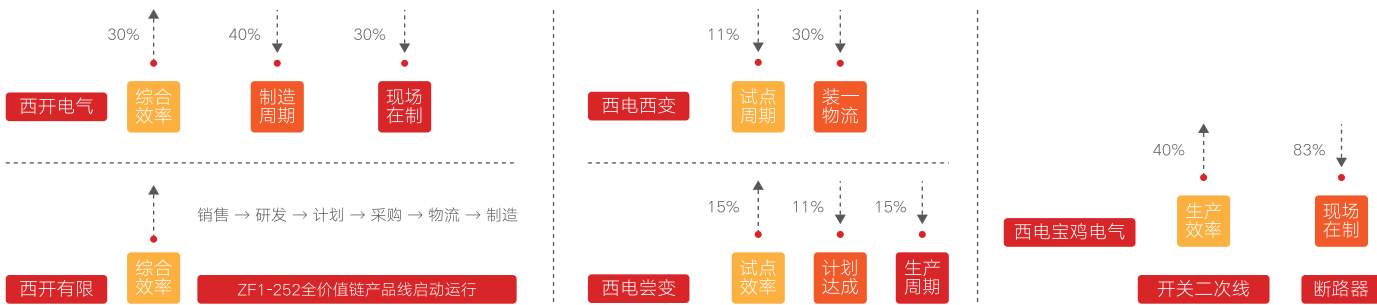 30%
40%
30%
西开电气
综合
效率
制造
周期
现场
在制
销售 → 研发 → 计划 → 采购 → 物流 → 制造
西开有限
综合
效率
ZF1-252全价值链产品线启动运行
11%
30%
西电西变
试点
周期
装一
物流
15%
11%
15%
西电尝变
试点
效率
计划
达成
生产
周期
40%
83%
西电宝鸡电气
生产
效率
现场
在制
开关二次线
断路器